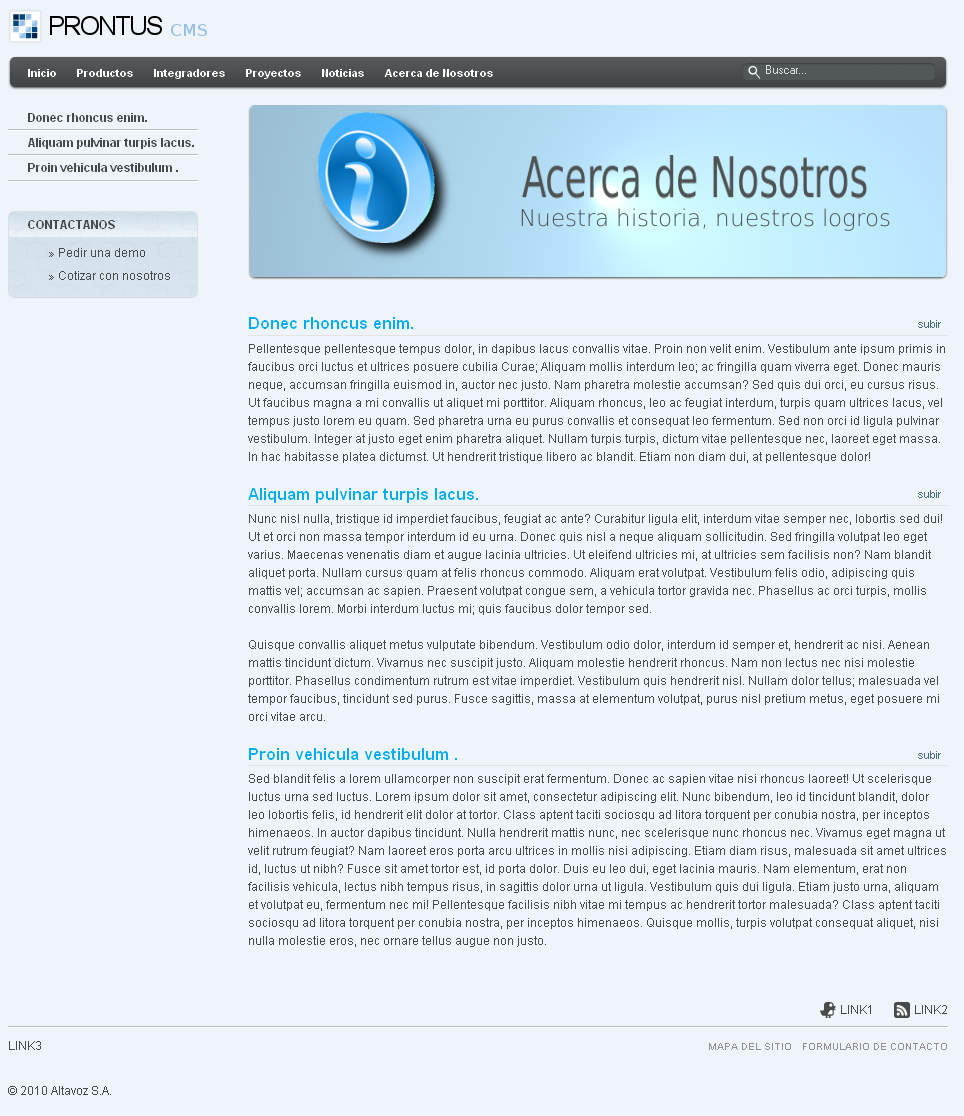 PRONTUS CMS
Inicio Productos Integradores Proyectos Noticias Acerca de Nosotros Buscar...
Donec rhoncus enim.
Aliquam pulvinar turpis lacus.
Proin vehicula vestibulum .
CONTACTANOS
» Pedir una demo
» Cotizar con nosotros
Acerca de Nosotros
Nuestra historia, nuestros logros
Donec rhoncus enim. subir
Pellentesque pellentesque tempus dolor, in dapibus lacus convallis vitae. Proin non velit enim. Vestibulum ante ipsum primis in
faucibus orci luctus et ultrices posuere cubilia Curae; Aliquam mollis interdum leo; ac fringilla quam viverra eget. Donec mauris
neque, accumsan fringilla euismod in, auctor nec justo. Nam pharetra molestie accumsan? Sed quis dui orci, eu cursus risus.
Ut faucibus magna a mi convallis ut aliquet mi porttitor. Aliquam rhoncus, leo ac feugiat interdum, turpis quam ultrices lacus, vel
tempus justo lorem eu quam. Sed pharetra urna eu purus convallis et consequat leo fermentum. Sed non orci id ligula pulvinar
vestibulum. Integer at justo eget enim pharetra aliquet. Nullam turpis turpis, dictum vitae pellentesque nec, laoreet eget massa.
In hac habitasse platea dictumst. Ut hendrerit tristique libero ac blandit. Etiam non diam dui, at pellentesque dolor!
Aliquam pulvinar turpis lacus. subir
Nunc nisl nulla, tristique id imperdiet faucibus, feugiat ac ante? Curabitur ligula elit, interdum vitae semper nec, lobortis sed dui!
Ut et orci non massa tempor interdum id eu urna. Donec quis nisl a neque aliquam sollicitudin. Sed fringilla volutpat leo eget
varius. Maecenas venenatis diam et augue lacinia ultricies. Ut eleifend ultricies mi, at ultricies sem facilisis non? Nam blandit
aliquet porta. Nullam cursus quam at felis rhoncus commodo. Aliquam erat volutpat. Vestibulum felis odio, adipiscing quis
mattis vel; accumsan ac sapien. Praesent volutpat congue sem, a vehicula tortor gravida nec. Phasellus ac orci turpis, mollis
convallis lorem. Morbi interdum luctus mi; quis faucibus dolor tempor sed.
Quisque convallis aliquet metus vulputate bibendum. Vestibulum odio dolor, interdum id semper et, hendrerit ac nisi. Aenean
mattis tincidunt dictum. Vivamus nec suscipit justo. Aliquam molestie hendrerit rhoncus. Nam non lectus nec nisi molestie
porttitor. Phasellus condimentum rutrum est vitae imperdiet. Vestibulum quis hendrerit nisl. Nullam dolor tellus; malesuada vel
tempor faucibus, tincidunt sed purus. Fusce sagittis, massa at elementum volutpat, purus nisl pretium metus, eget posuere mi
orci vitae arcu.
Proin vehicula vestibulum . subir
Sed blandit felis a lorem ullamcorper non suscipit erat fermentum. Donec ac sapien vitae nisi rhoncus laoreet! Ut scelerisque
luctus urna sed luctus. Lorem ipsum dolor sit amet, consectetur adipiscing elit. Nunc bibendum, leo id tincidunt blandit, dolor
leo lobortis felis, id hendrerit elit dolor at tortor. Class aptent taciti sociosqu ad litora torquent per conubia nostra, per inceptos
himenaeos. In auctor dapibus tincidunt. Nulla hendrerit mattis nunc, nec scelerisque nunc rhoncus nec. Vivamus eget magna ut
velit rutrum feugiat? Nam laoreet eros porta arcu ultrices in mollis nisi adipiscing. Etiam diam risus, malesuada sit amet ultrices
id, luctus ut nibh? Fusce sit amet tortor est, id porta dolor. Duis eu leo dui, eget lacinia mauris. Nam elementum, erat non
facilisis vehicula, lectus nibh tempus risus, in sagittis dolor urna ut ligula. Vestibulum quis dui ligula. Etiam justo urna, aliquam
et volutpat eu, fermentum nec mi! Pellentesque facilisis nibh vitae mi tempus ac hendrerit tortor malesuada? Class aptent taciti
sociosqu ad litora torquent per conubia nostra, per inceptos himenaeos. Quisque mollis, turpis volutpat consequat aliquet, nisi
nulla molestie eros, nec ornare tellus augue non justo.
LINK1 LINK2
LINK3 MAPA DEL SITIO FORMULARIO DE CONTACTO
© 2010 Altavoz S.A.